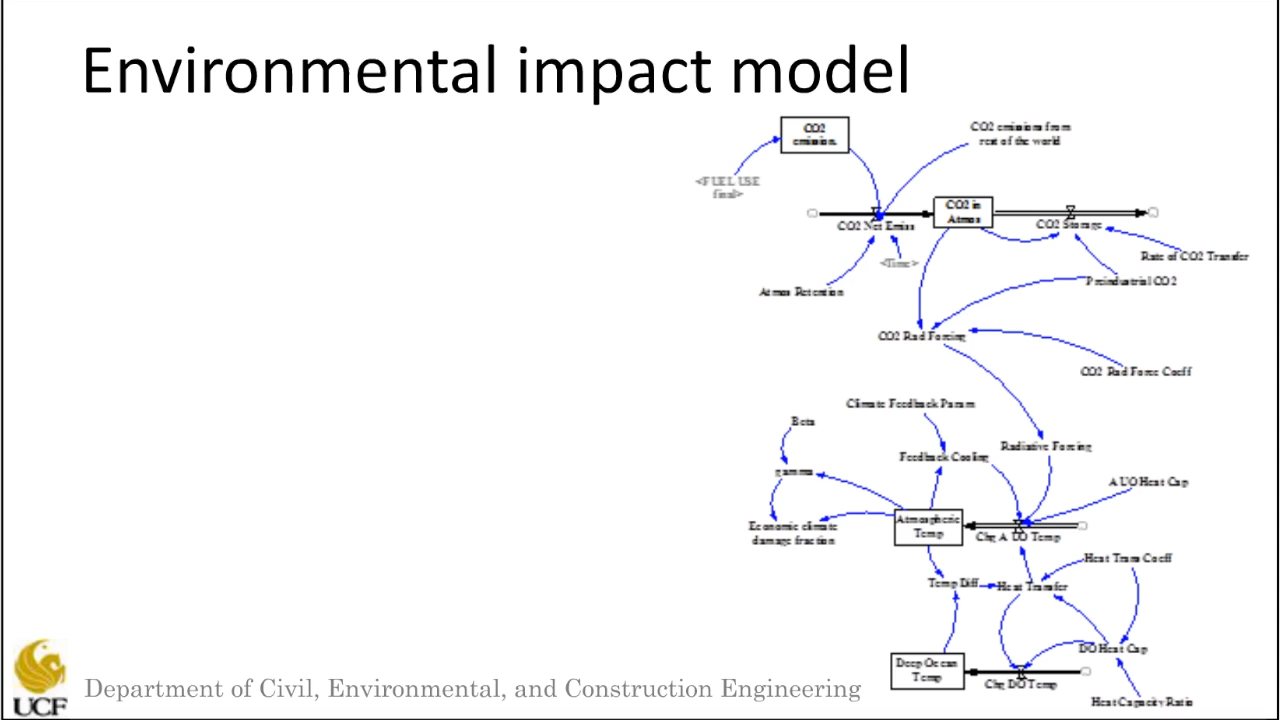 Environmental impact model
CO2
emission.
CO2 emissions from
rest of the world
<FUEL USE
final>
CO2 in
Atmos
CO2 Net Emiss
CO2 Storage
<Time>
Rate of CO2 Transfer
Preindustrial CO2
Atmos Retention
CO2 Rad Forcing
CO2 Rad Force Coeff
Climate Feedback Param
Beta
Radiative Forcing
Feedback Cooling
gamma
A UO Heat Cap
Atmospheric
Temp
Economic climate
damage fraction
Chg A UO Temp
Heat Trans Coeff
Temp Diff
Heat Transfer
DO Heat Cap
Deep Ocean
Temp
Chg DO Temp
Heat Capacity Ratio
Department of Civil, Environmental, and Construction Engineering
UCF